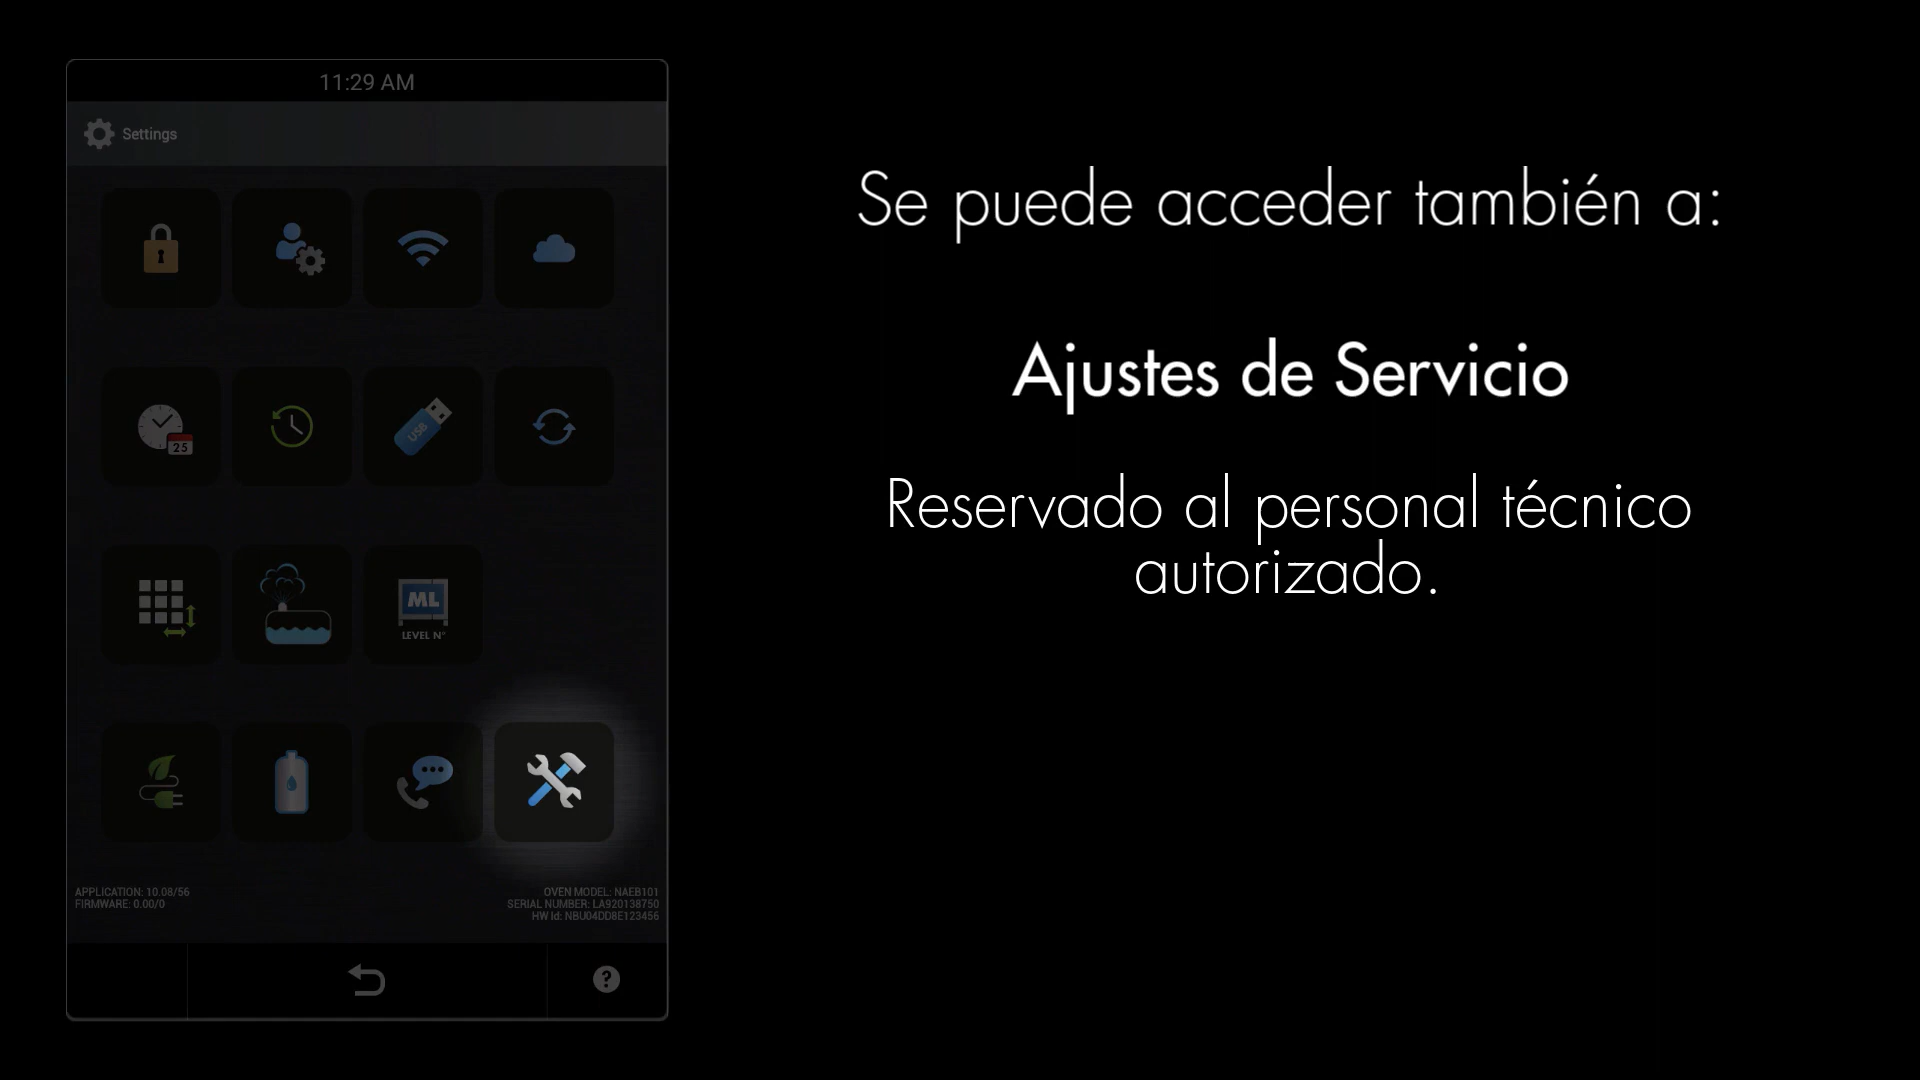 11:29 AM
Settings
25
USB
ML
LEVEL N°
APPLICATION: 10.08/56
FIRMWARE: 0.00/0
OVEN MODEL: NAEB101
SERIAL NUMBER: LA920138750
HW Id: NBU04DD8E123456
?
Se puede acceder también a:
Ajustes de Servicio
Reservado al personal técnico
autorizado.